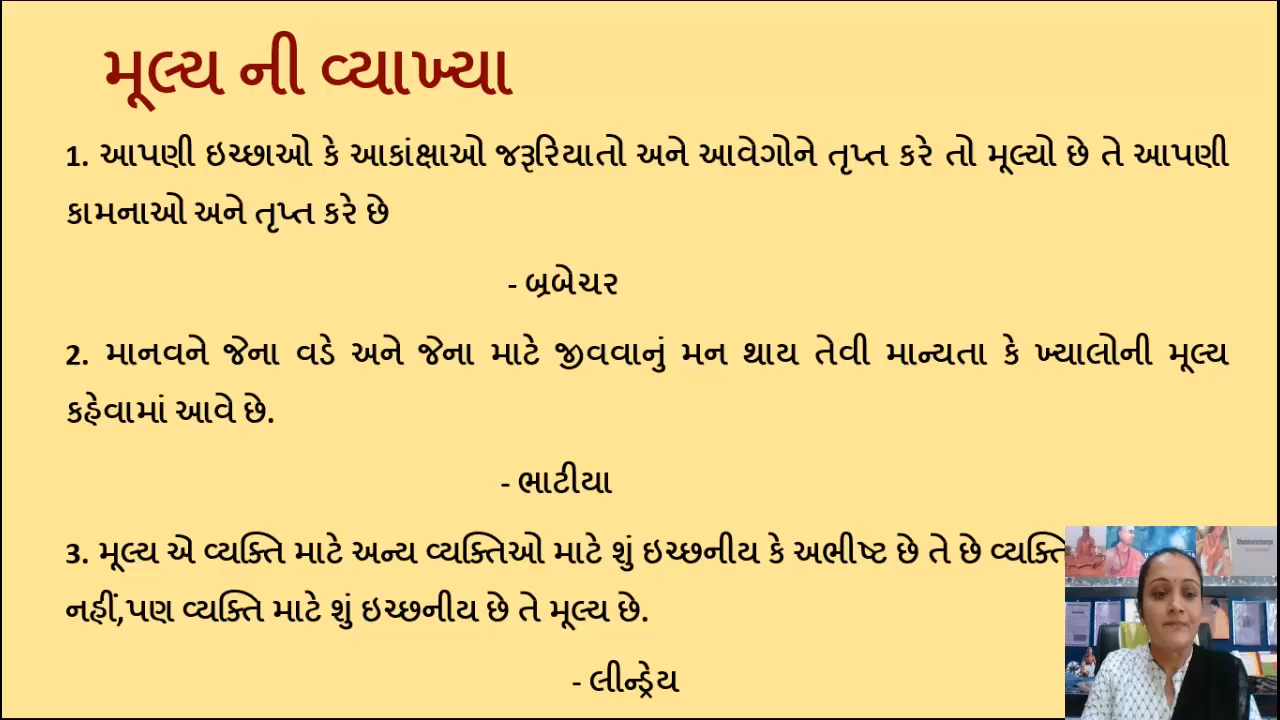 મૂલ્ય ની વ્યાખ્યા
1. આપણી ઇચ્છાઓ કે આકાંક્ષાઓ જરૂરિયાતો અને આવેગોને તૃપ્ત કરે તો મૂલ્યો છે તે આપણી
કામનાઓ અને તૃપ્ત કરે છે
- બ્રબેચર
2. માનવને જેના વડે અને જેના માટે જીવવાનું મન થાય તેવી માન્યતા કે ખ્યાલોની મૂલ્ય
કહેવામાં આવે છે.
- ભાટીયા
3. મૂલ્ય એ વ્યક્તિ માટે અન્ય વ્યક્તિઓ માટે શું ઇચ્છનીય કે અભીષ્ટ છે તે છે વ્યક્તિ
નહીં,પણ વ્યક્તિ માટે શું ઇચ્છનીય છે તે મૂલ્ય છે.
- લીન્ડ્રેય